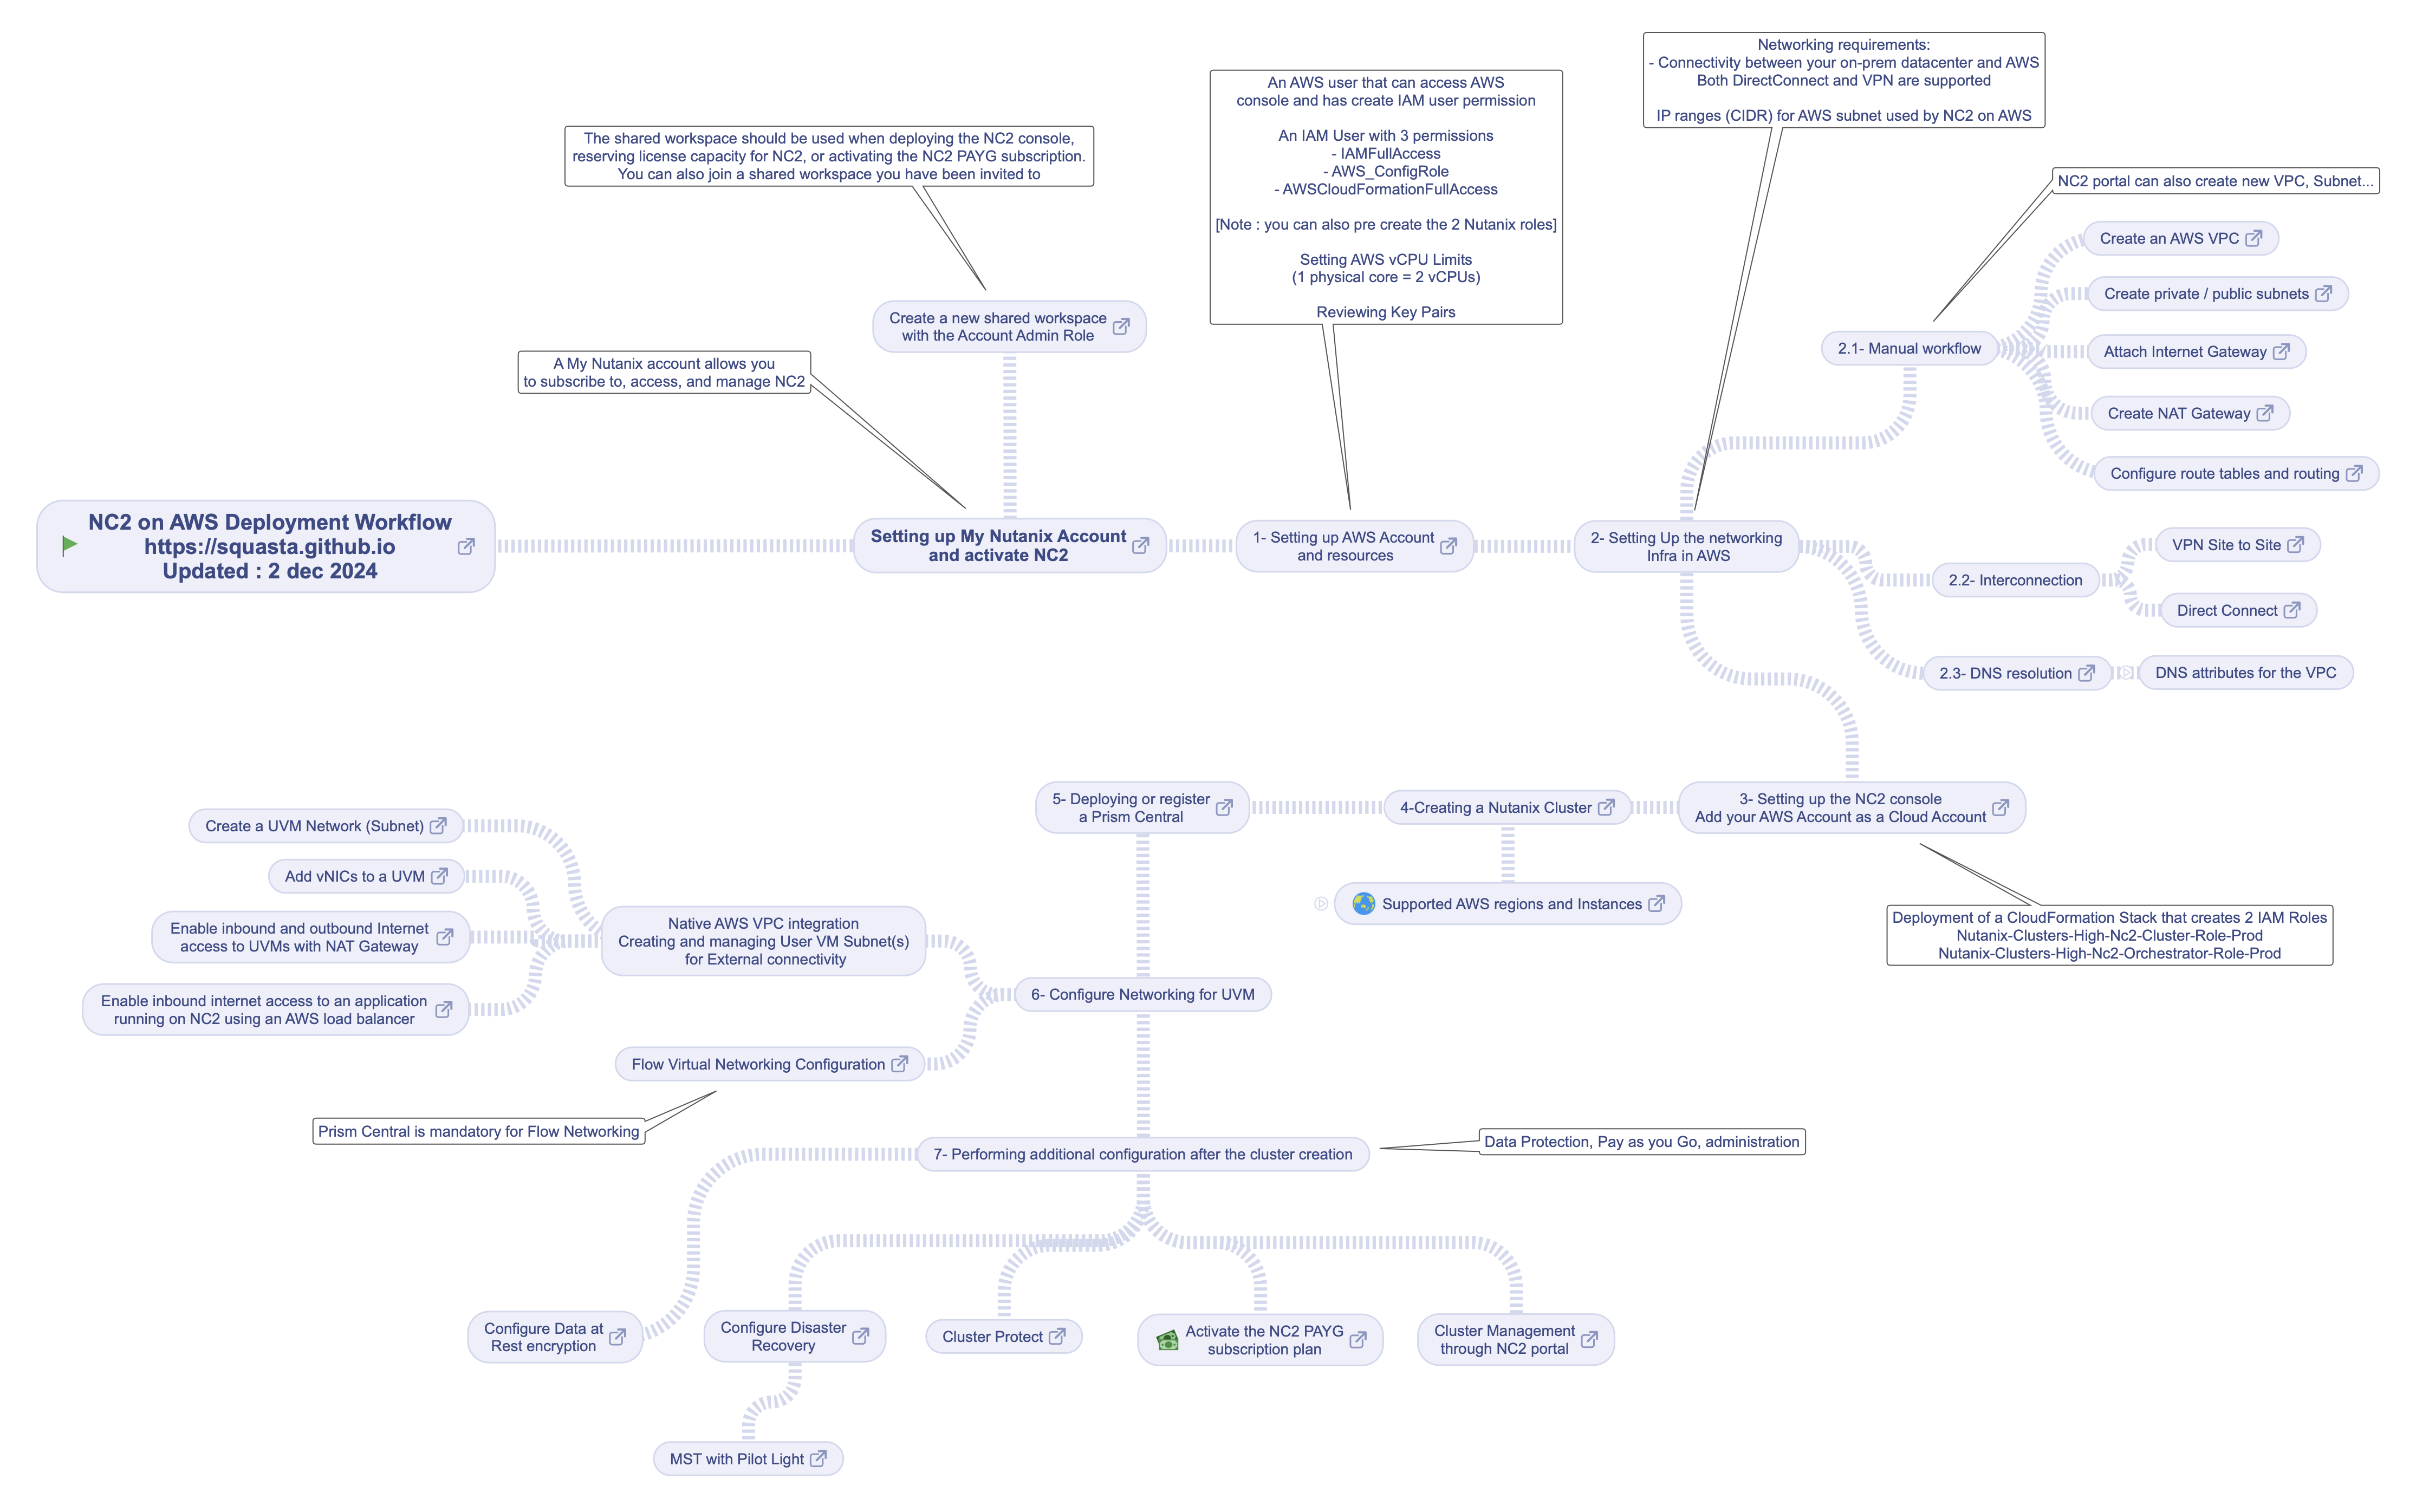 Networking requirements:
- Connectivity between your on-prem datacenter and AWS
Both DirectConnect and VPN are supported
IP ranges (CIDR) for AWS subnet used by NC2 on AWS
An AWS user that can access AWS
console and has create IAM user permission
An IAM User with 3 permissions
- IAMFullAccess
- AWS_ConfigRole
- AWSCloudFormationFullAccess
[Note : you can also pre create the 2 Nutanix roles]
Setting AWS vCPU Limits
(1 physical core = 2 vCPUs)
Reviewing Key Pairs
The shared workspace should be used when deploying the NC2 console,
reserving license capacity for NC2, or activating the NC2 PAYG subscription.
You can also join a shared workspace you have been invited to
NC2 portal can also create new VPC, Subnet...
Create an AWS VPC
Create private / public subnets
Create a new shared workspace
with the Account Admin Role
2.1- Manual workflow
Attach Internet Gateway
A My Nutanix account allows you
to subscribe to, access, and manage NC2
Create NAT Gateway
Configure route tables and routing
NC2 on AWS Deployment Workflow
https://squasta.github.io
Updated : 2 dec 2024
Setting up My Nutanix Account
and activate NC2
1- Setting up AWS Account
and resources
2- Setting Up the networking
Infra in AWS
VPN Site to Site
2.2- Interconnection
Direct Connect
2.3- DNS resolution
DNS attributes for the VPC
5- Deploying or register
a Prism Central
4-Creating a Nutanix Cluster
3- Setting up the NC2 console
Add your AWS Account as a Cloud Account
Create a UVM Network (Subnet)
Add vNICs to a UVM
Supported AWS regions and Instances
Enable inbound and outbound Internet
access to UVMs with NAT Gateway
Native AWS VPC integration
Creating and managing User VM Subnet(s)
for External connectivity
Deployment of a CloudFormation Stack that creates 2 IAM Roles
Nutanix-Clusters-High-Nc2-Cluster-Role-Prod
Nutanix-Clusters-High-Nc2-Orchestrator-Role-Prod
Enable inbound internet access to an application
running on NC2 using an AWS load balancer
6- Configure Networking for UVM
Flow Virtual Networking Configuration
Prism Central is mandatory for Flow Networking
7- Performing additional configuration after the cluster creation
Data Protection, Pay as you Go, administration
Configure Data at
Rest encryption
Configure Disaster
Recovery
Cluster Protect
Activate the NC2 PAYG
subscription plan
Cluster Management
through NC2 portal
MST with Pilot Light